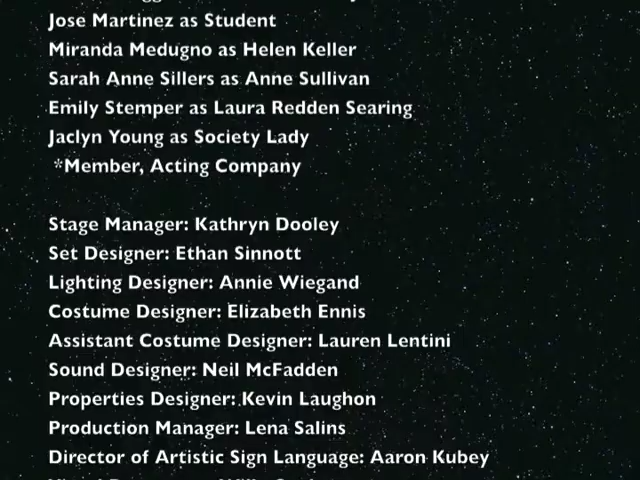 Jose Martinez as Student
Miranda Medugno as Helen Keller
Sarah Anne Sillers as Anne Sullivan
Emily Stemper as Laura Redden Searing
Jaclyn Young as Society Lady
*Member, Acting Company
Stage Manager: Kathryn Dooley
Set Designer: Ethan Sinnott
Lighting Designer: Annie Wiegand
Costume Designer: Elizabeth Ennis
Assistant Costume Designer: Lauren Lentini
Sound Designer: Neil McFadden
Properties Designer: Kevin Laughon
Production Manager: Lena Salins
Director of Artistic Sign Language: Aaron Kubey